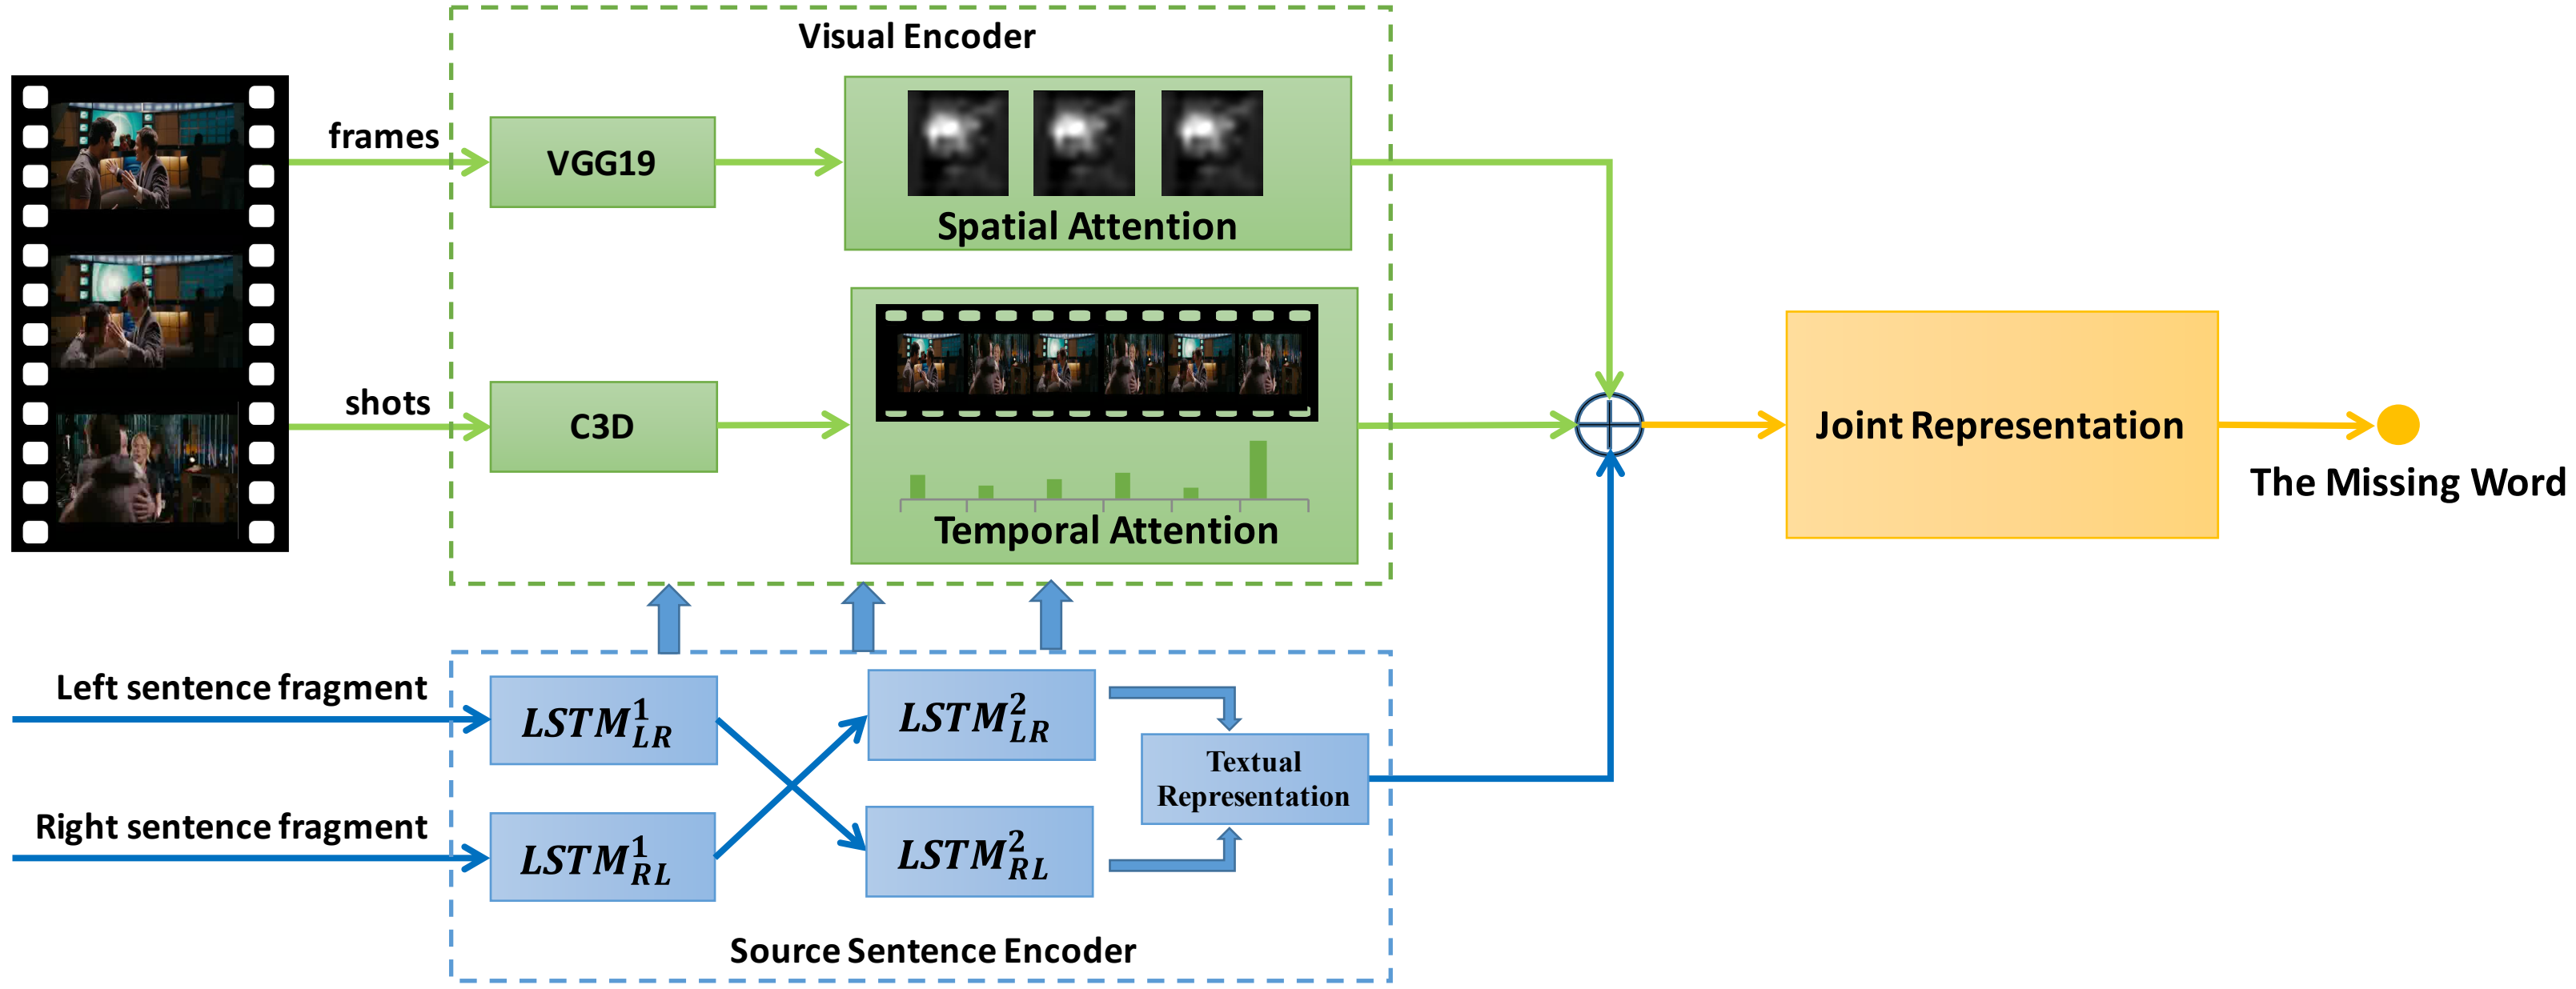 Visual Encoder
frames
VGG19
Spatial Attention
shots
C3D
Temporal Attention
Joint Representation
The Missing Word
Left sentence fragment
LSTM¹LR
LSTM²LR
Textual
Representation
Right sentence fragment
LSTM¹RL
LSTM²RL
Source Sentence Encoder